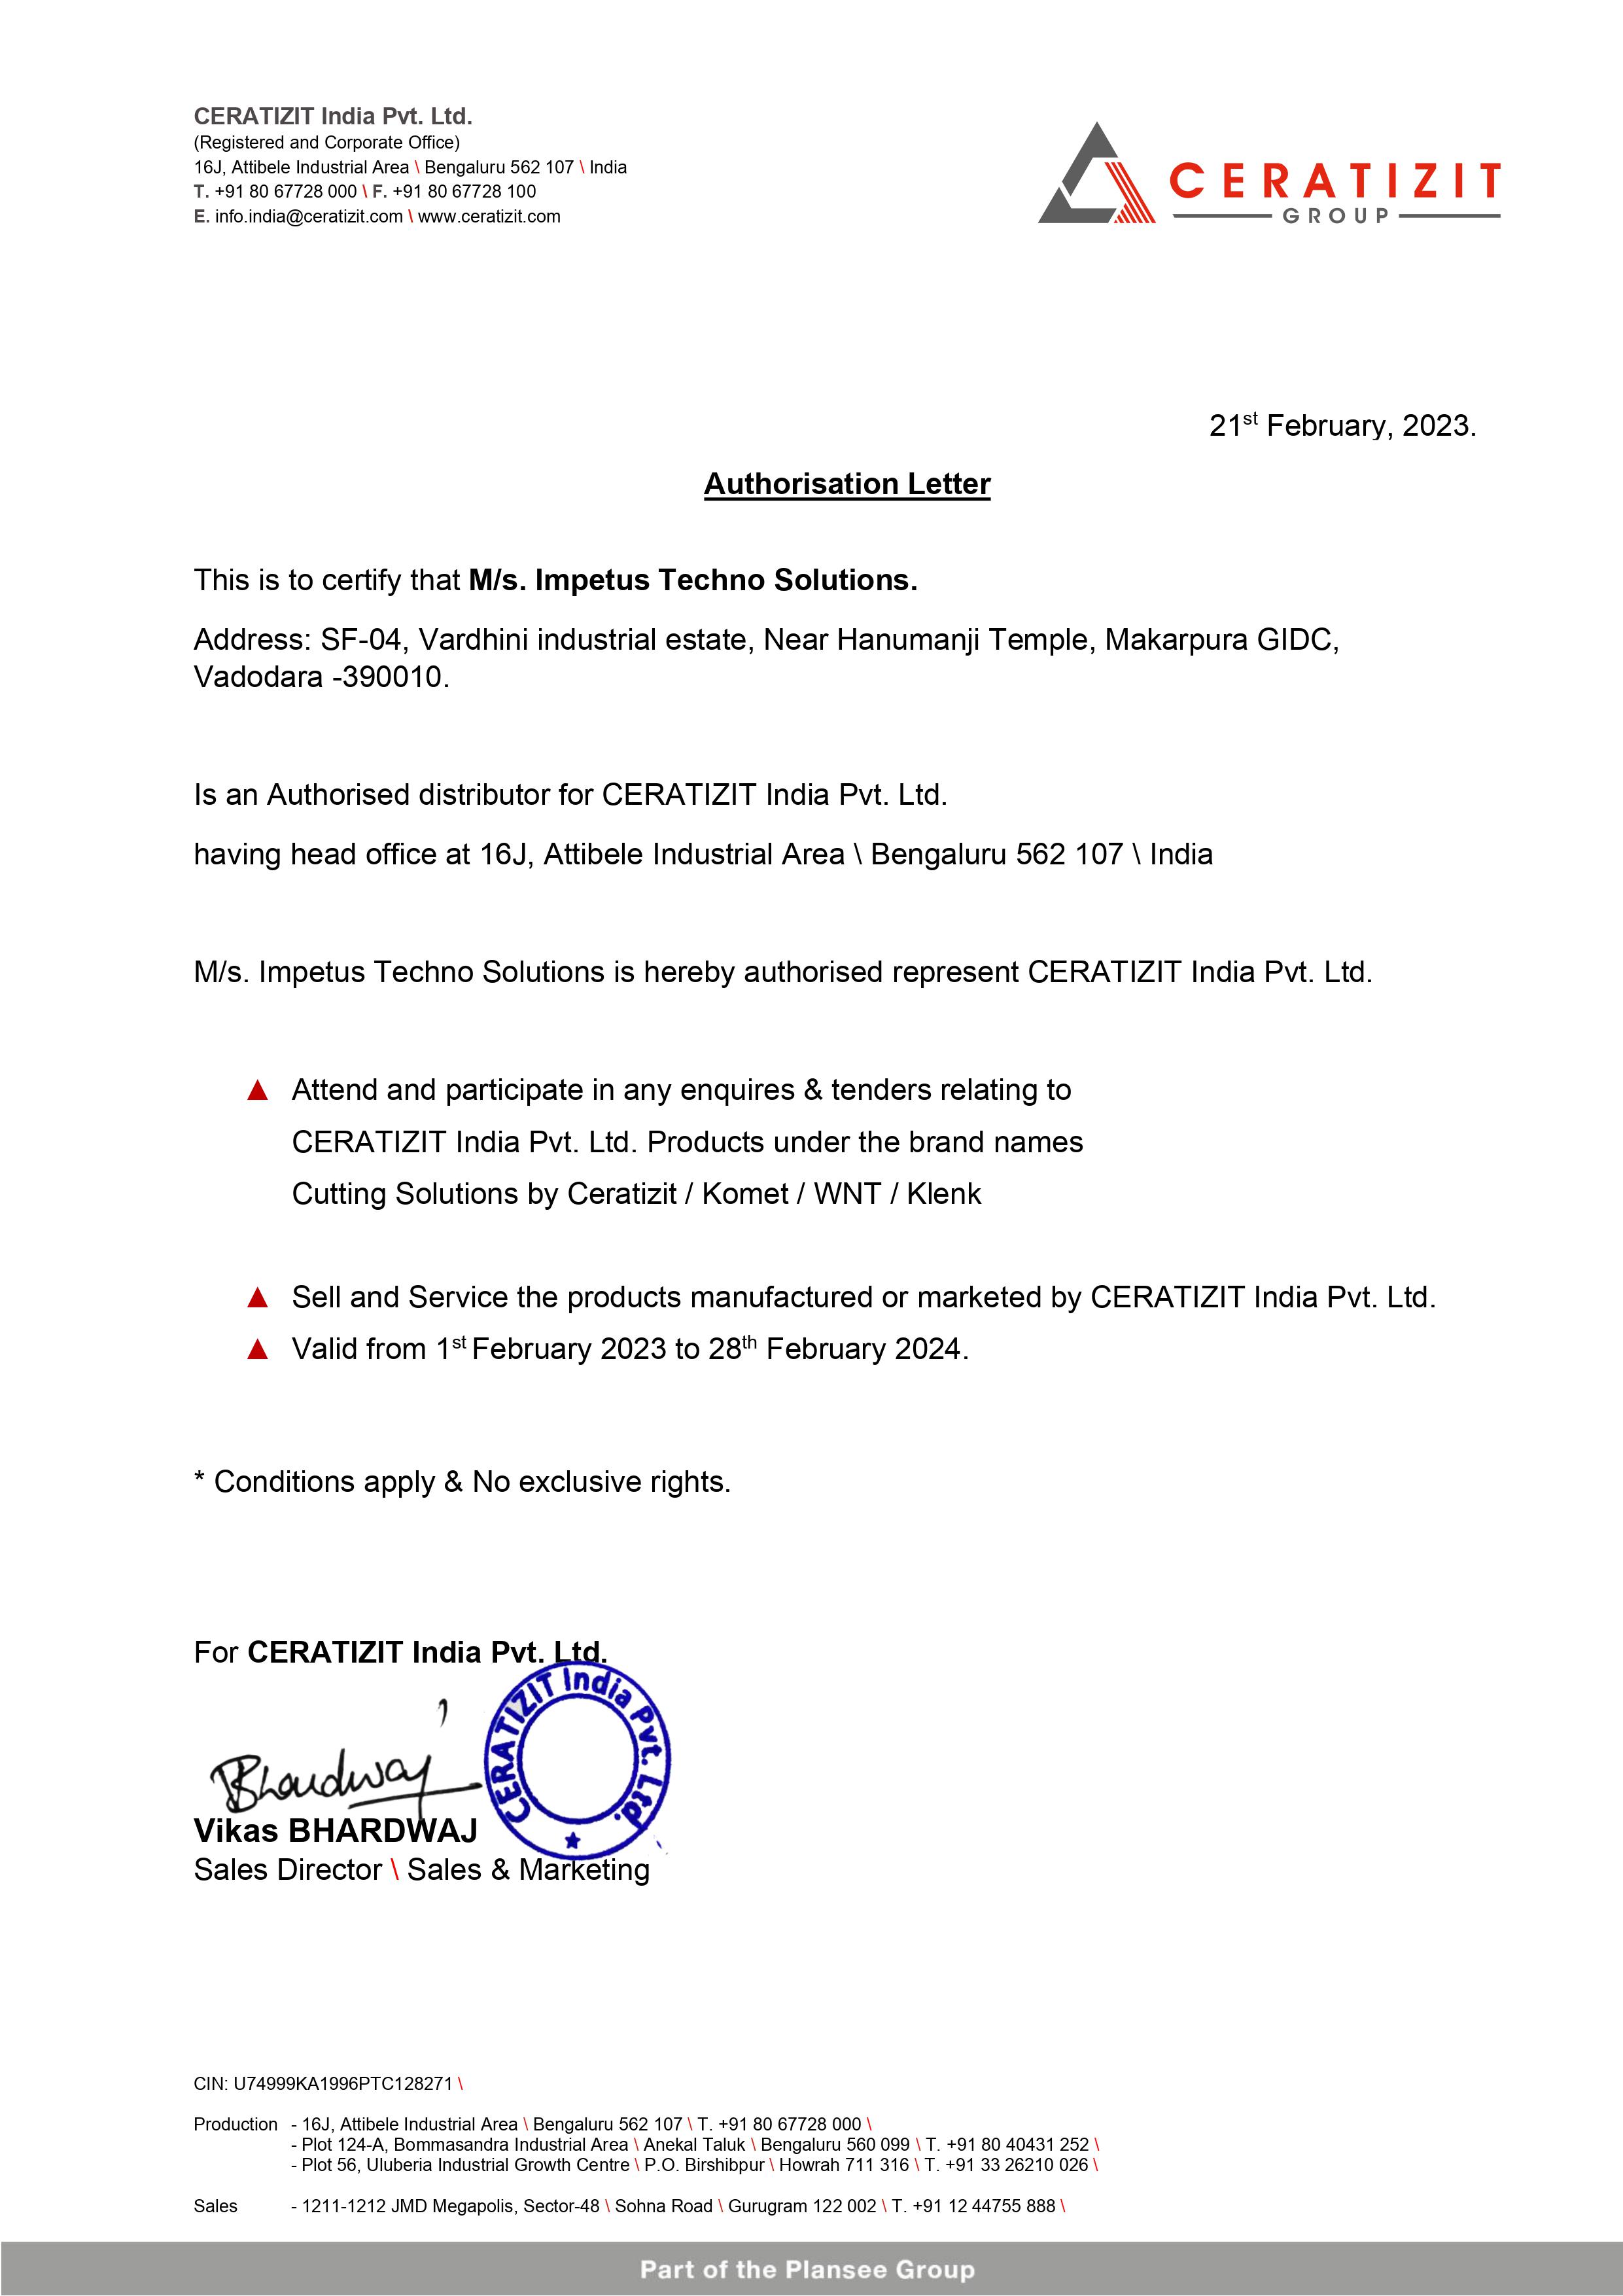 CERATIZIT India Pvt. Ltd.
(Registered and Corporate Office)
16J, Attibele Industrial Area \ Bengaluru 562 107 \ India
T. +91 80 67728 000 \ F. +91 80 67728 100
E. info.india@ceratizit.com \ www.ceratizit.com
CERATIZIT
GROUP
21st February, 2023.
Authorisation Letter
This is to certify that M/s. Impetus Techno Solutions.
Address: SF-04, Vardhini industrial estate, Near Hanumanji Temple, Makarpura GIDC,
Vadodara -390010.
Is an Authorised distributor for CERATIZIT India Pvt. Ltd.
having head office at 16J, Attibele Industrial Area \ Bengaluru 562 107 \ India
M/s. Impetus Techno Solutions is hereby authorised represent CERATIZIT India Pvt. Ltd.
▲ Attend and participate in any enquires & tenders relating to
CERATIZIT India Pvt. Ltd. Products under the brand names
Cutting Solutions by Ceratizit / Komet / WNT / Klenk
▲ Sell and Service the products manufactured or marketed by CERATIZIT India Pvt. Ltd.
▲ Valid from 1st February 2023 to 28th February 2024.
* Conditions apply & No exclusive rights.
For CERATIZIT India Pvt. Ltd.
CERATIZIT India Pvt. Ltd.
Bhardwaj
Vikas BHARDWAJ
Sales Director \ Sales & Marketing
CIN: U74999KA1996PTC128271 \
Production - 16J, Attibele Industrial Area \ Bengaluru 562 107 \ T. +91 80 67728 000 \
- Plot 124-A, Bommasandra Industrial Area \ Anekal Taluk \ Bengaluru 560 099 \ T. +91 80 40431 252 \
- Plot 56, Uluberia Industrial Growth Centre \ P.O. Birshibpur \ Howrah 711 316 \ T. +91 33 26210 026 \
Sales - 1211-1212 JMD Megapolis, Sector-48 \ Sohna Road \ Gurugram 122 002 \ T. +91 12 44755 888 \
Part of the Plansee Group